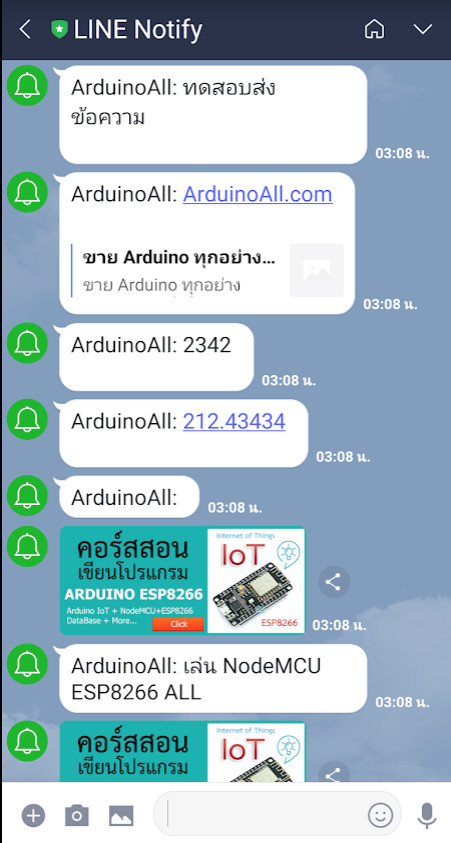 LINE Notify
ArduinoAll: ทดสอบส่ง
ข้อความ
03:08 น.
ArduinoAll: ArduinoAll.com
ขาย Arduino ทุกอย่าง...
ขาย Arduino ทุกอย่าง
03:08 น.
ArduinoAll: 2342
03:08 น.
ArduinoAll: 212.43434
03:08 น.
ArduinoAll:
03:08 น.
คอร์สสอน
เขียนโปรแกรม
ARDUINO ESP8266
Arduino IoT + NodeMCU+ESP8266
DataBase + More...
Click
Internet of Things
IoT
ESP8266
03:08 น.
ArduinoAll: เล่น NodeMCU
ESP8266 ALL
03:08 น.
คอร์สสอน
เขียนโปรแกรม
Internet of Things
IoT